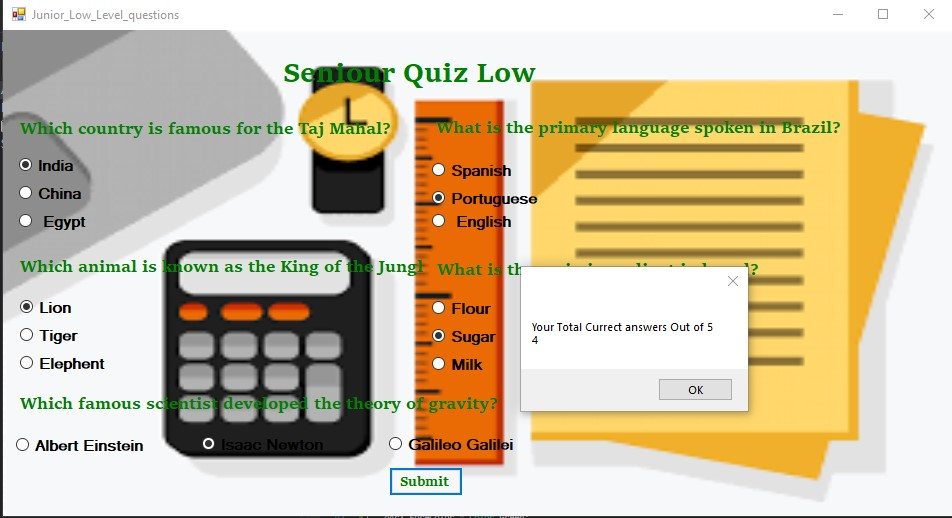 Junior_Low_Level_questions
Seniour Quiz Low
Which country is famous for the Taj Mahal?
India
China
Egypt
What is the primary language spoken in Brazil?
Spanish
Portuguese
English
Which animal is known as the King of the Jungl
Lion
Tiger
Elephent
What is th
Flour
Sugar
Milk
Your Total Currect answers Out of 5
4
OK
Which famous scientist developed the theory of gravity?
Albert Einstein
Isaac Newton
Galileo Galilei
Submit